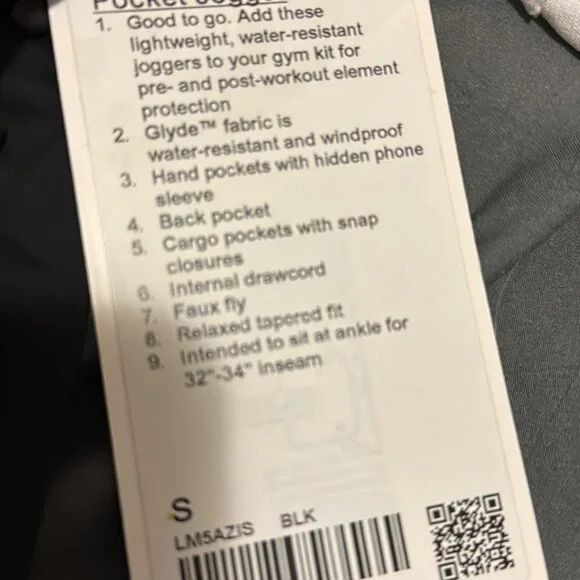 Pocket Jogger
1. Good to go. Add these
lightweight, water-resistant
joggers to your gym kit for
pre- and post-workout element
protection
2. Glyde™ fabric is
water-resistant and windproof
3. Hand pockets with hidden phone
sleeve
4. Back pocket
5. Cargo pockets with snap
closures
6. Internal drawcord
7. Faux fly
8. Relaxed tapered fit
9. Intended to sit at ankle for
32"-34" inseam
S
LM5AZIS BLK